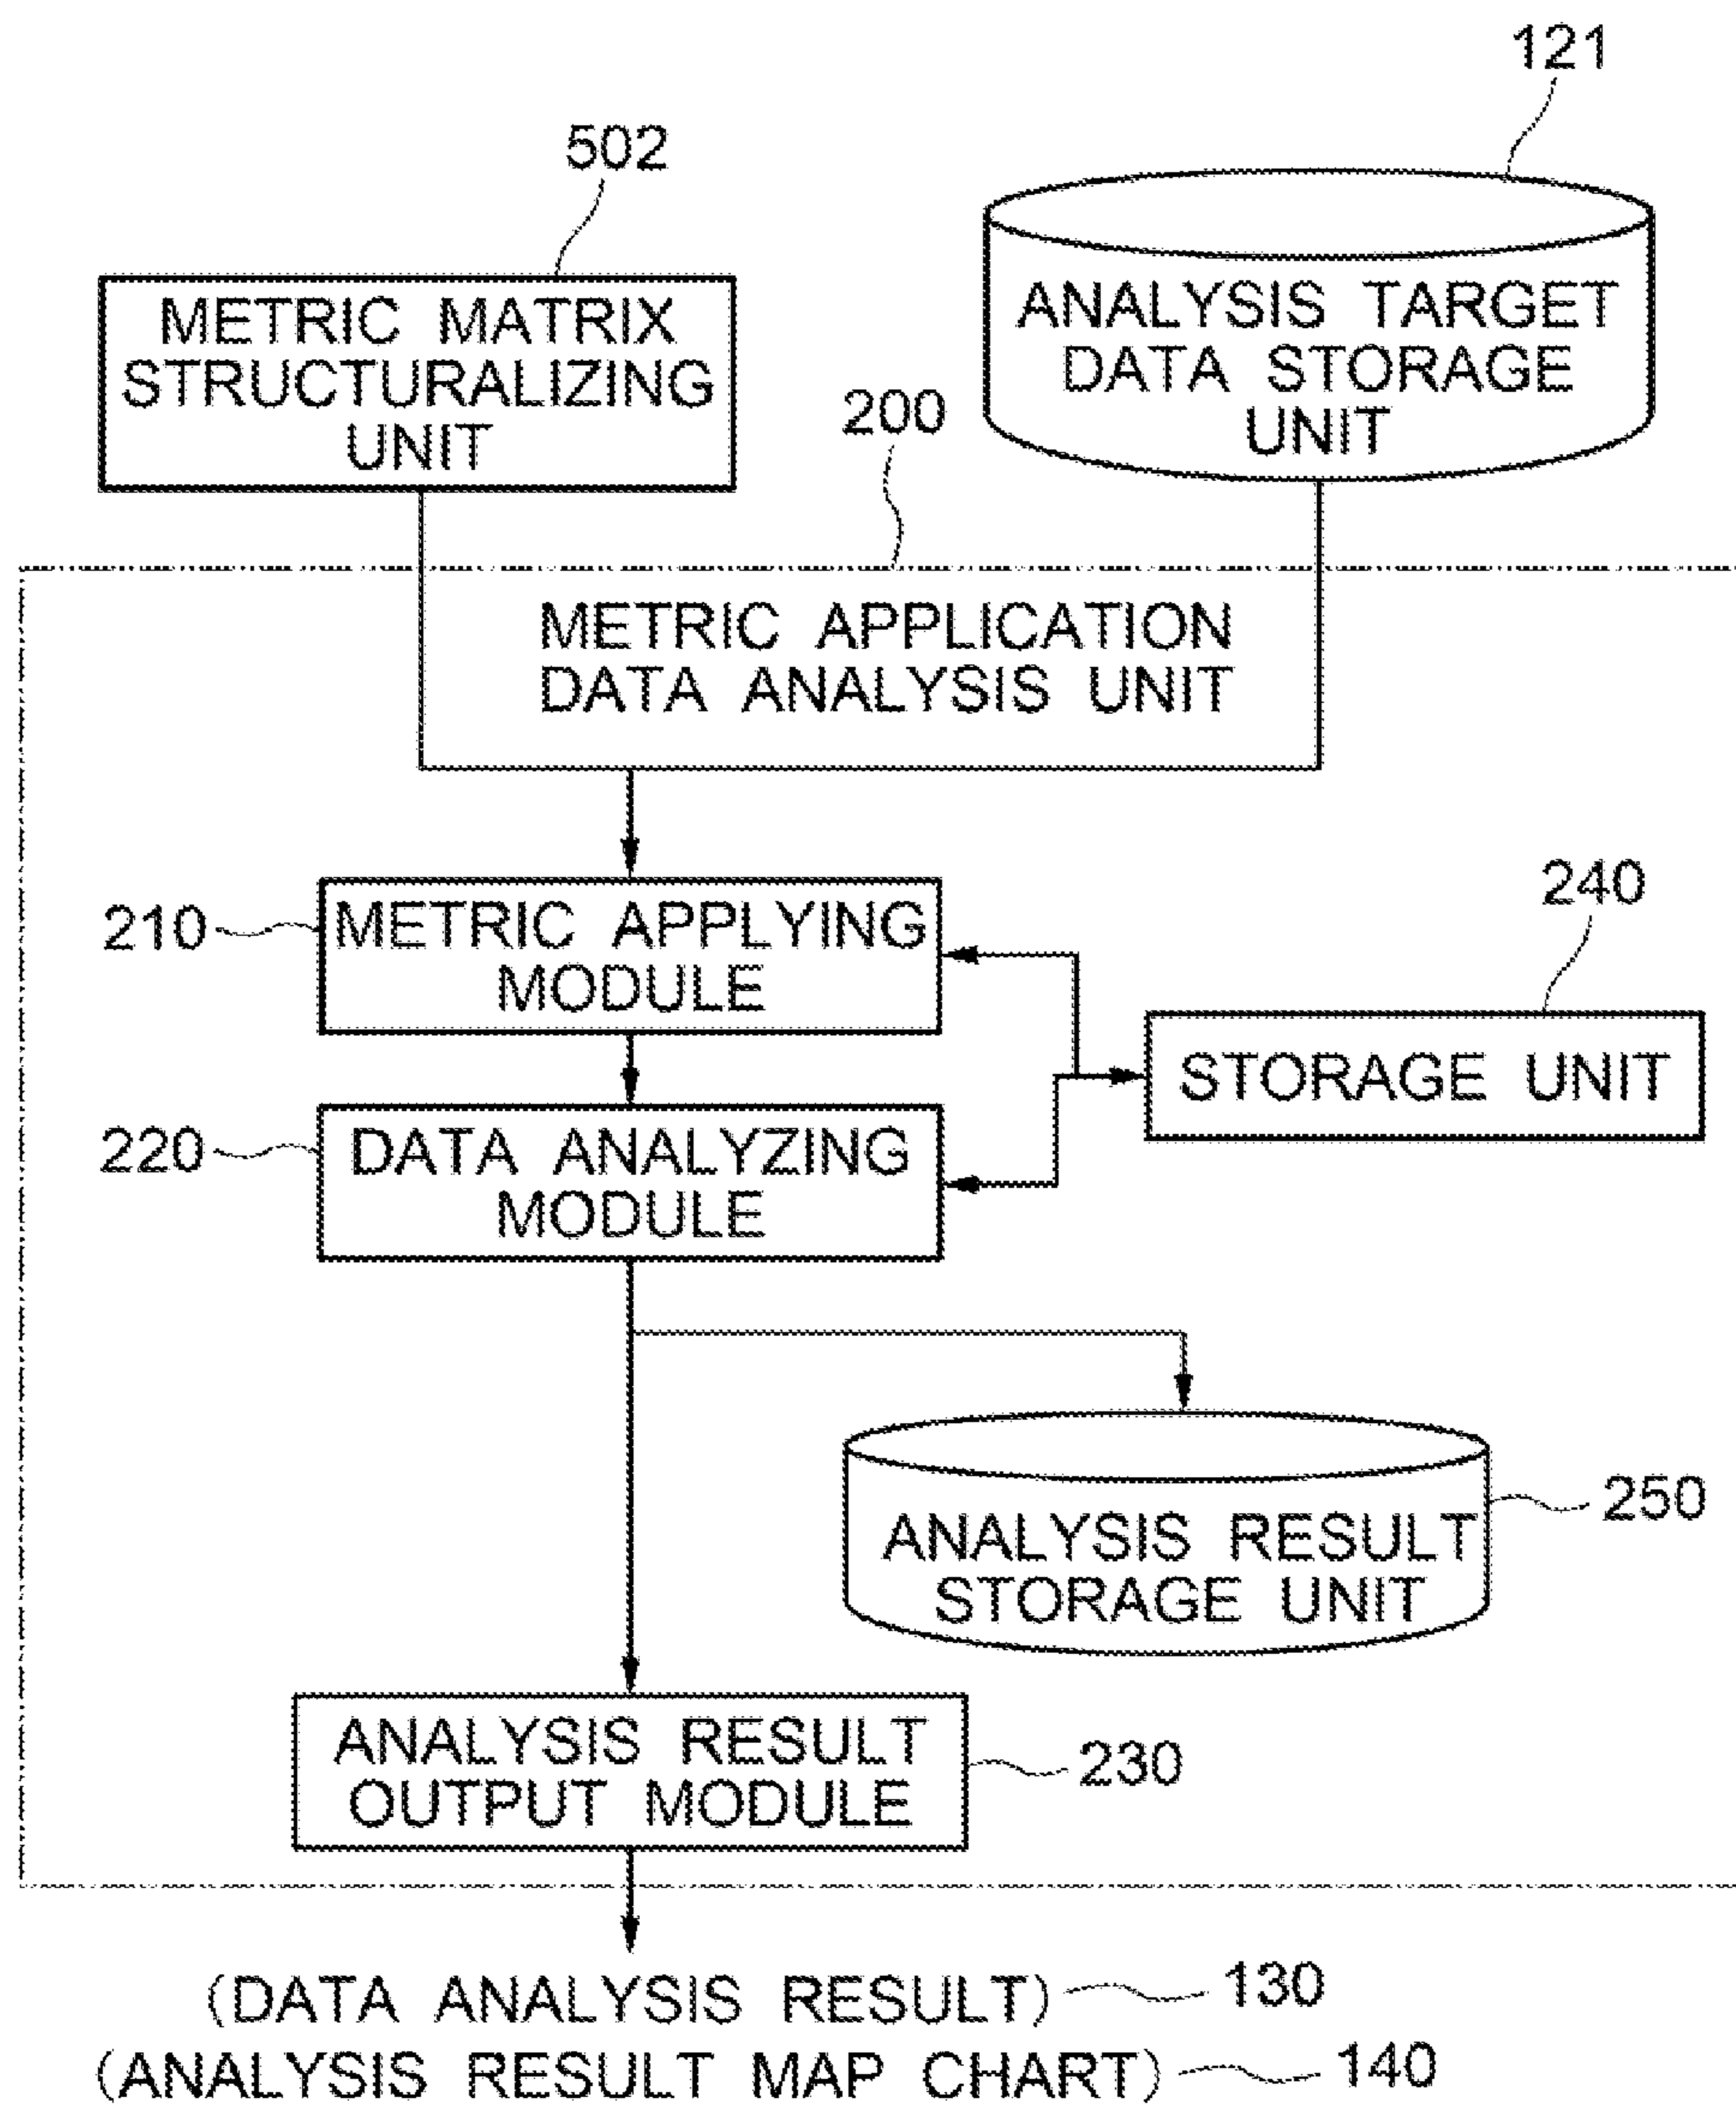 121
502
METRIC MATRIX
STRUCTURALIZING
UNIT
ANALYSIS TARGET
DATA STORAGE
UNIT
200
METRIC APPLICATION
DATA ANALYSIS UNIT
210
METRIC APPLYING
MODULE
240
STORAGE UNIT
220
DATA ANALYZING
MODULE
250
ANALYSIS RESULT
STORAGE UNIT
ANALYSIS RESULT
OUTPUT MODULE
230
(DATA ANALYSIS RESULT) 130
(ANALYSIS RESULT MAP CHART) 140